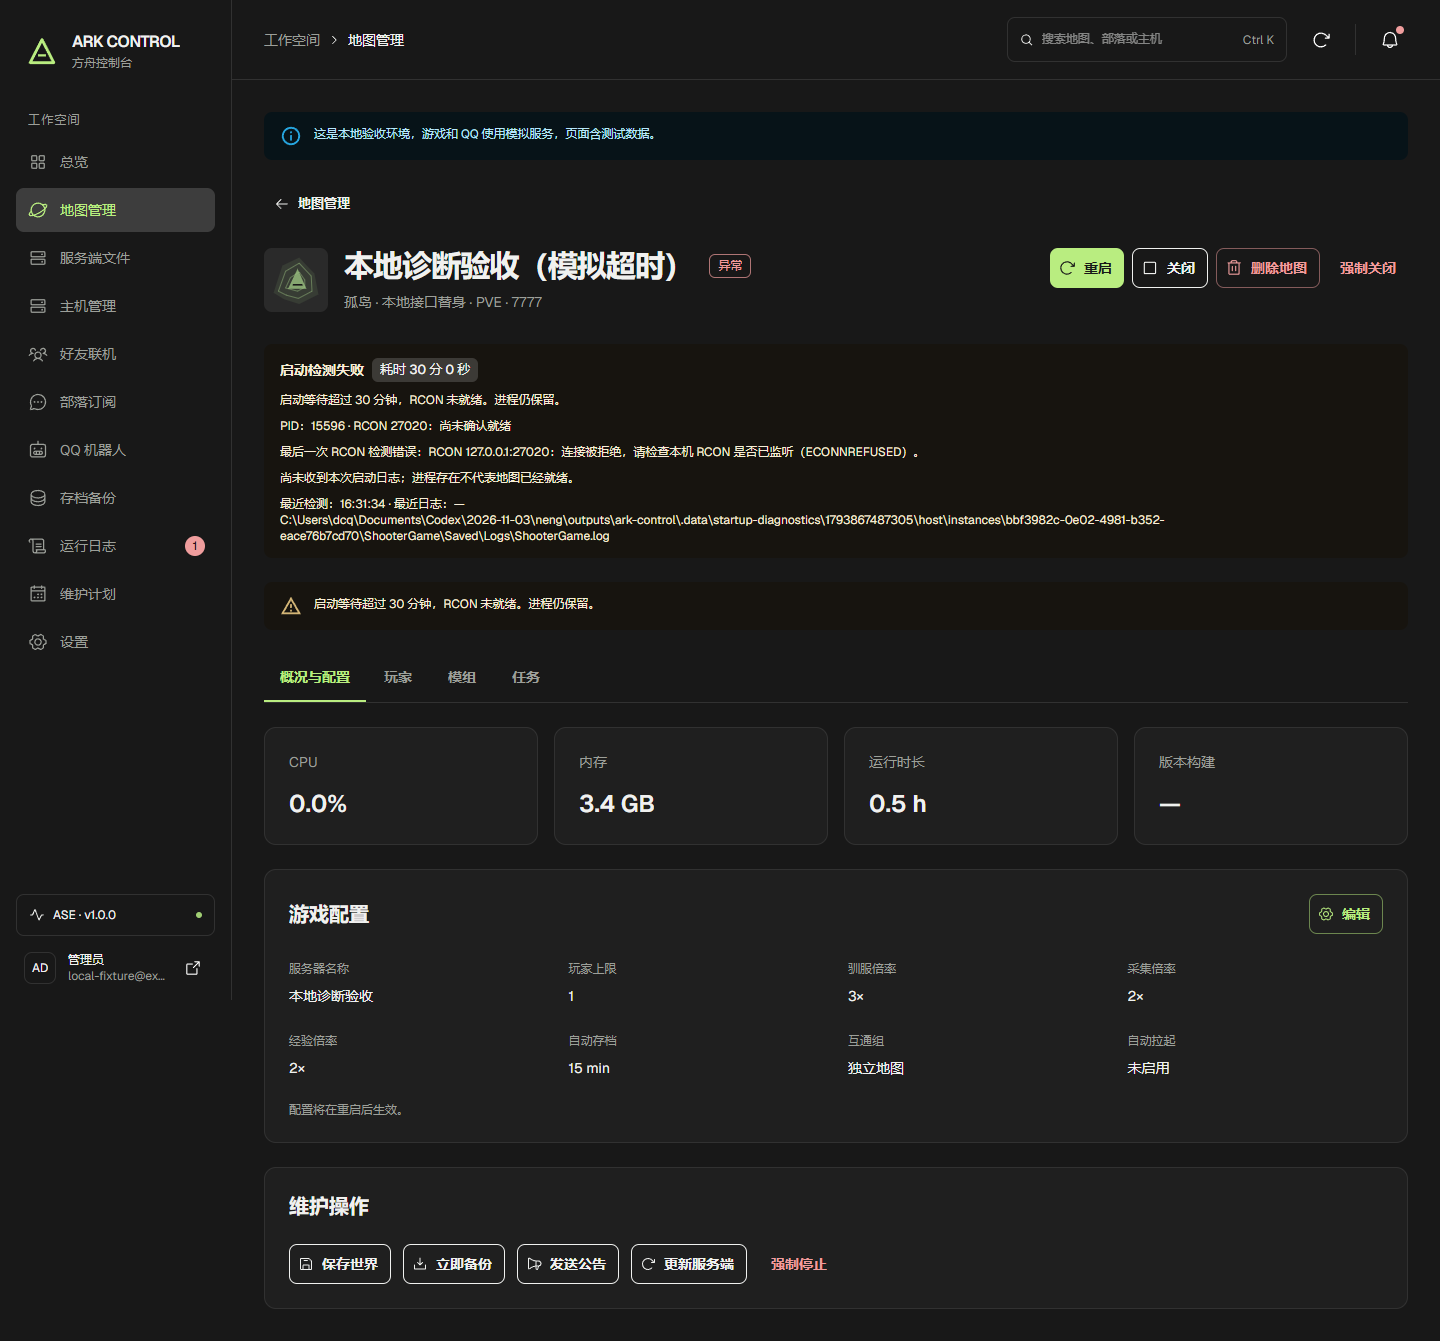 ARK CONTROL
方舟控制台
工作空间
总览
地图管理
服务端文件
主机管理
好友联机
部落订阅
QQ 机器人
存档备份
运行日志
1
维护计划
设置
ASE · v1.0.0
AD
管理员
local-fixture@ex...
工作空间 > 地图管理
搜索地图、部落或主机
Ctrl K
这是本地验收环境，游戏和 QQ 使用模拟服务，页面含测试数据。
地图管理
本地诊断验收（模拟超时）
异常
孤岛 · 本地接口替身 · PVE · 7777
重启
关闭
删除地图
强制关闭
启动检测失败
耗时 30 分 0 秒
启动等待超过 30 分钟，RCON 未就绪。进程仍保留。
PID：15596 · RCON 27020：尚未确认就绪
最后一次 RCON 检测错误：RCON 127.0.0.1:27020：连接被拒绝，请检查本机 RCON 是否已监听（ECONNREFUSED）。
尚未收到本次启动日志；进程存在不代表地图已经就绪。
最近检测：16:31:34 · 最近日志：—
C:\Users\dcq\Documents\Codex\2026-11-03\neng\outputs\ark-control\.data\startup-diagnostics\1793867487305\host\instances\bbf3982c-0e02-4981-b352-
eace76b7cd70\ShooterGame\Saved\Logs\ShooterGame.log
启动等待超过 30 分钟，RCON 未就绪。进程仍保留。
概况与配置
玩家
模组
任务
CPU
0.0%
内存
3.4 GB
运行时长
0.5 h
版本构建
—
游戏配置
编辑
服务器名称
本地诊断验收
玩家上限
1
驯服倍率
3×
采集倍率
2×
经验倍率
2×
自动存档
15 min
互通组
独立地图
自动拉起
未启用
配置将在重启后生效。
维护操作
保存世界
立即备份
发送公告
更新服务端
强制停止